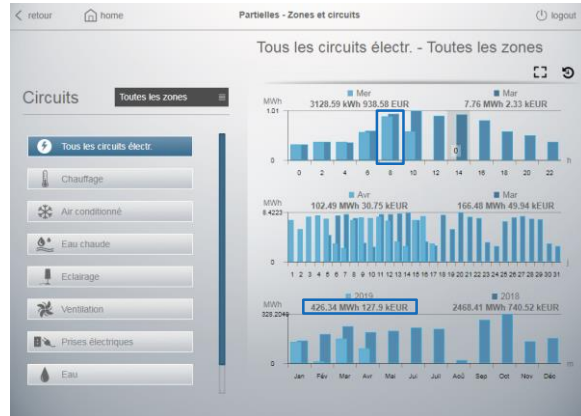 retour home Partielles - Zones et circuits logout
Tous les circuits électr. - Toutes les zones
Circuits
Toutes les zones
Tous les circuits électr.
Chauffage
Air conditionné
Eau chaude
Eclairage
Ventilation
Prises électriques
Eau
Mer Mar
MWh 3128.59 kWh 938.58 EUR 7.76 MWh 2.33 kEUR
1.01
0
0
0 2 4 6 8 10 12 14 16 18 20 22 h
Avr Mar
MWh 102.49 MWh 30.75 kEUR 166.48 MWh 49.94 kEUR
8.4223
0
1 2 3 4 5 6 7 8 9 10 11 12 13 14 15 16 17 18 19 20 21 22 23 24 25 26 27 28 29 30 31
2019 2018
MWh 426.34 MWh 127.9 kEUR 2468.41 MWh 740.52 kEUR
328.2048
0
Jan Fév Mar Avr Mai Jui Juil Aoû Sep Oct Nov Déc m